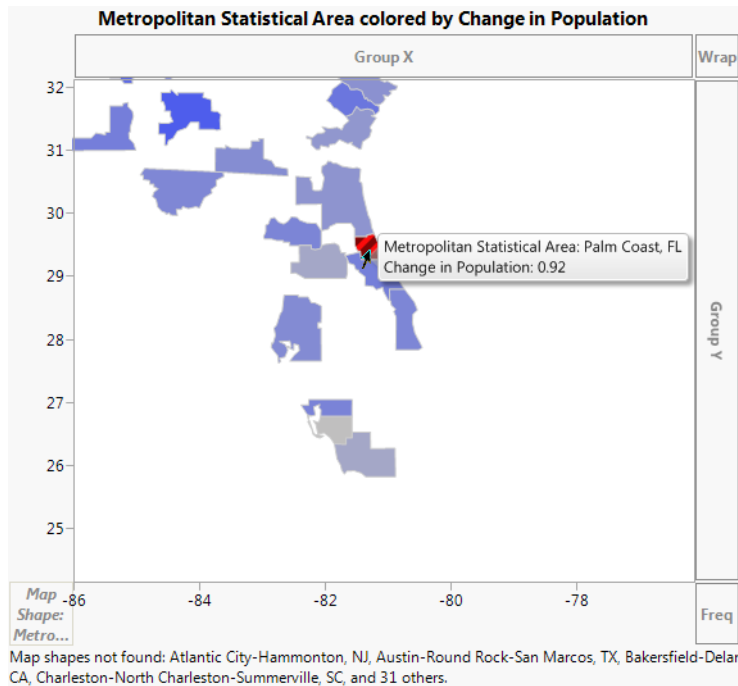 Metropolitan Statistical Area colored by Change in Population
Group X
Wrap
32
31
30
29
28
27
26
25
Metropolitan Statistical Area: Palm Coast, FL
Change in Population: 0.92
Group Y
-86
-84
-82
-80
-78
Map
Shape:
Metro...
Freq
Map shapes not found: Atlantic City-Hammonton, NJ, Austin-Round Rock-San Marcos, TX, Bakersfield-Delan
CA, Charleston-North Charleston-Summerville, SC, and 31 others.